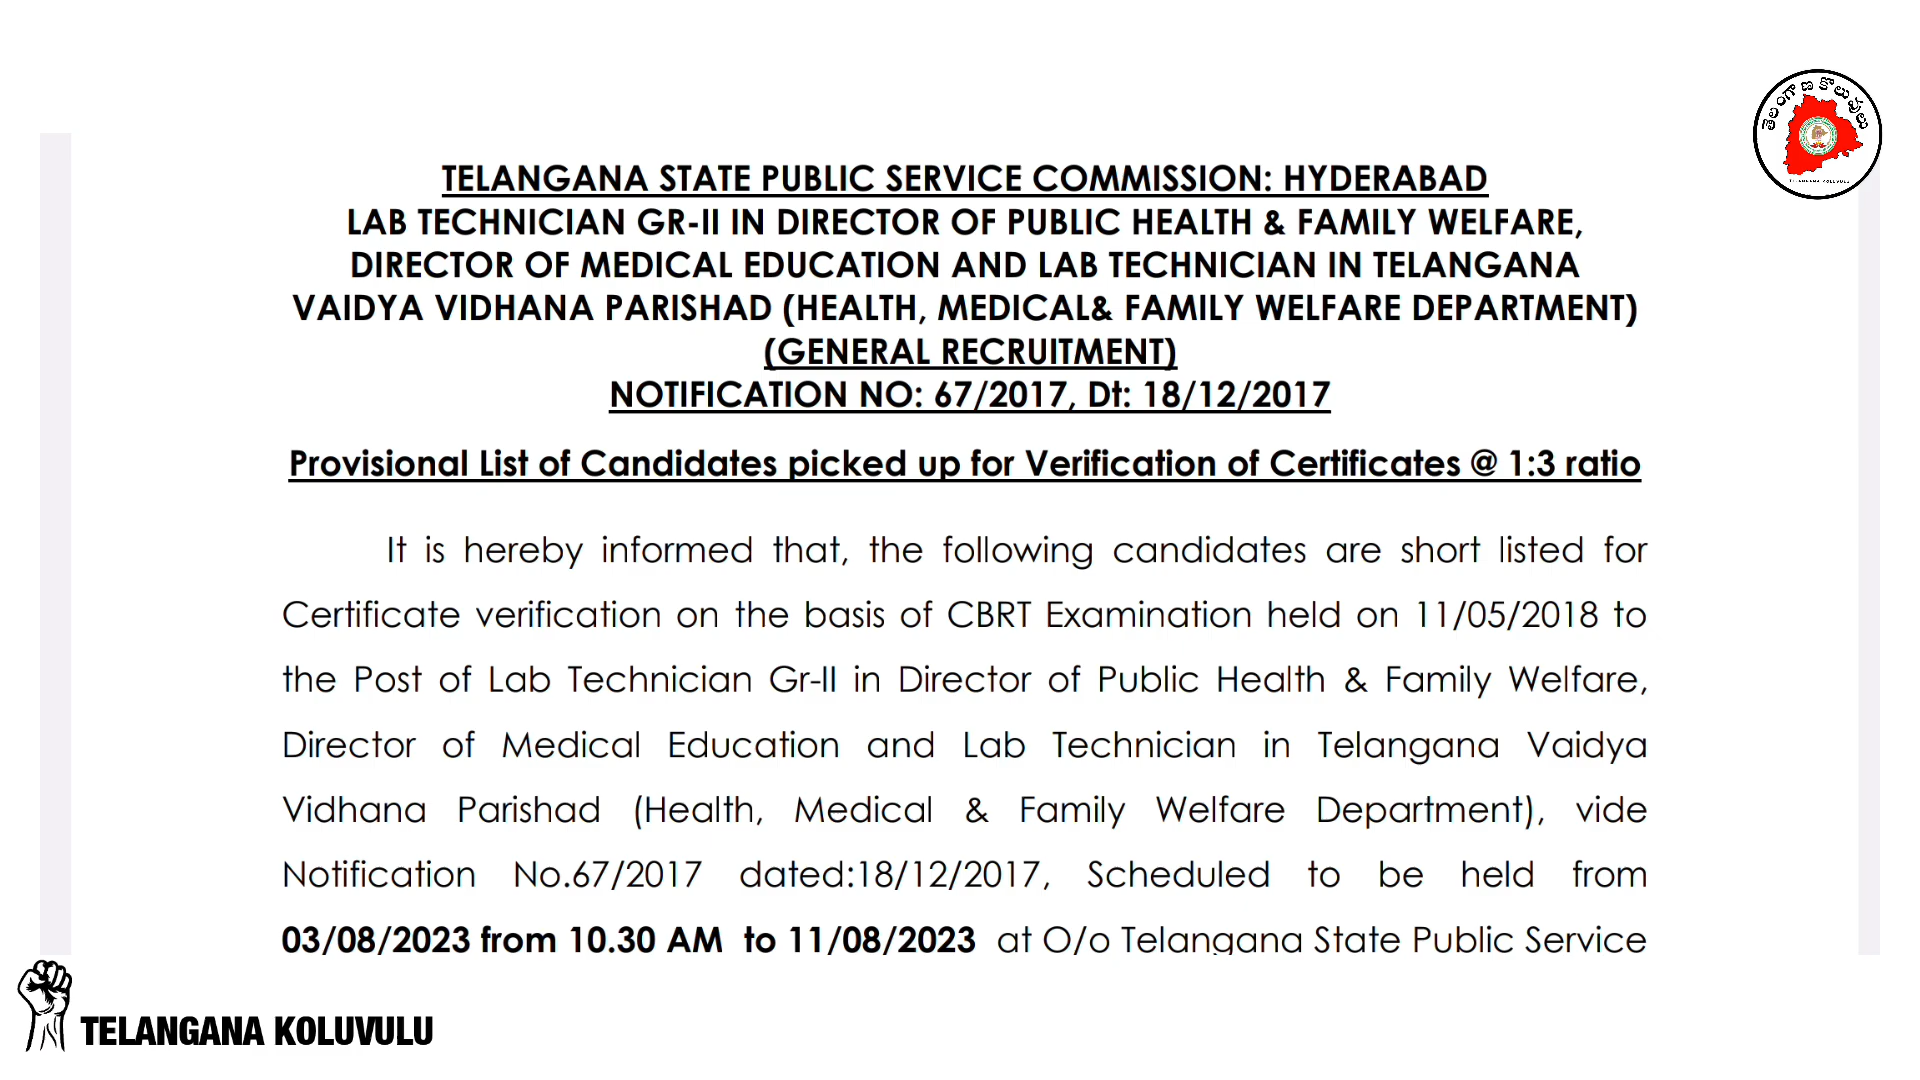 తెలంగాణ కొలువులు
TELANGANA KOLUVULU
TELANGANA STATE PUBLIC SERVICE COMMISSION: HYDERABAD
LAB TECHNICIAN GR-II IN DIRECTOR OF PUBLIC HEALTH & FAMILY WELFARE,
DIRECTOR OF MEDICAL EDUCATION AND LAB TECHNICIAN IN TELANGANA
VAIDYA VIDHANA PARISHAD (HEALTH, MEDICAL& FAMILY WELFARE DEPARTMENT)
(GENERAL RECRUITMENT)
NOTIFICATION NO: 67/2017, Dt: 18/12/2017
Provisional List of Candidates picked up for Verification of Certificates @ 1:3 ratio
It is hereby informed that, the following candidates are short listed for
Certificate verification on the basis of CBRT Examination held on 11/05/2018 to
the Post of Lab Technician Gr-II in Director of Public Health & Family Welfare,
Director of Medical Education and Lab Technician in Telangana Vaidya
Vidhana Parishad (Health, Medical & Family Welfare Department), vide
Notification No.67/2017 dated:18/12/2017, Scheduled to be held from
03/08/2023 from 10.30 AM to 11/08/2023 at O/o Telangana State Public Service
TELANGANA KOLUVULU